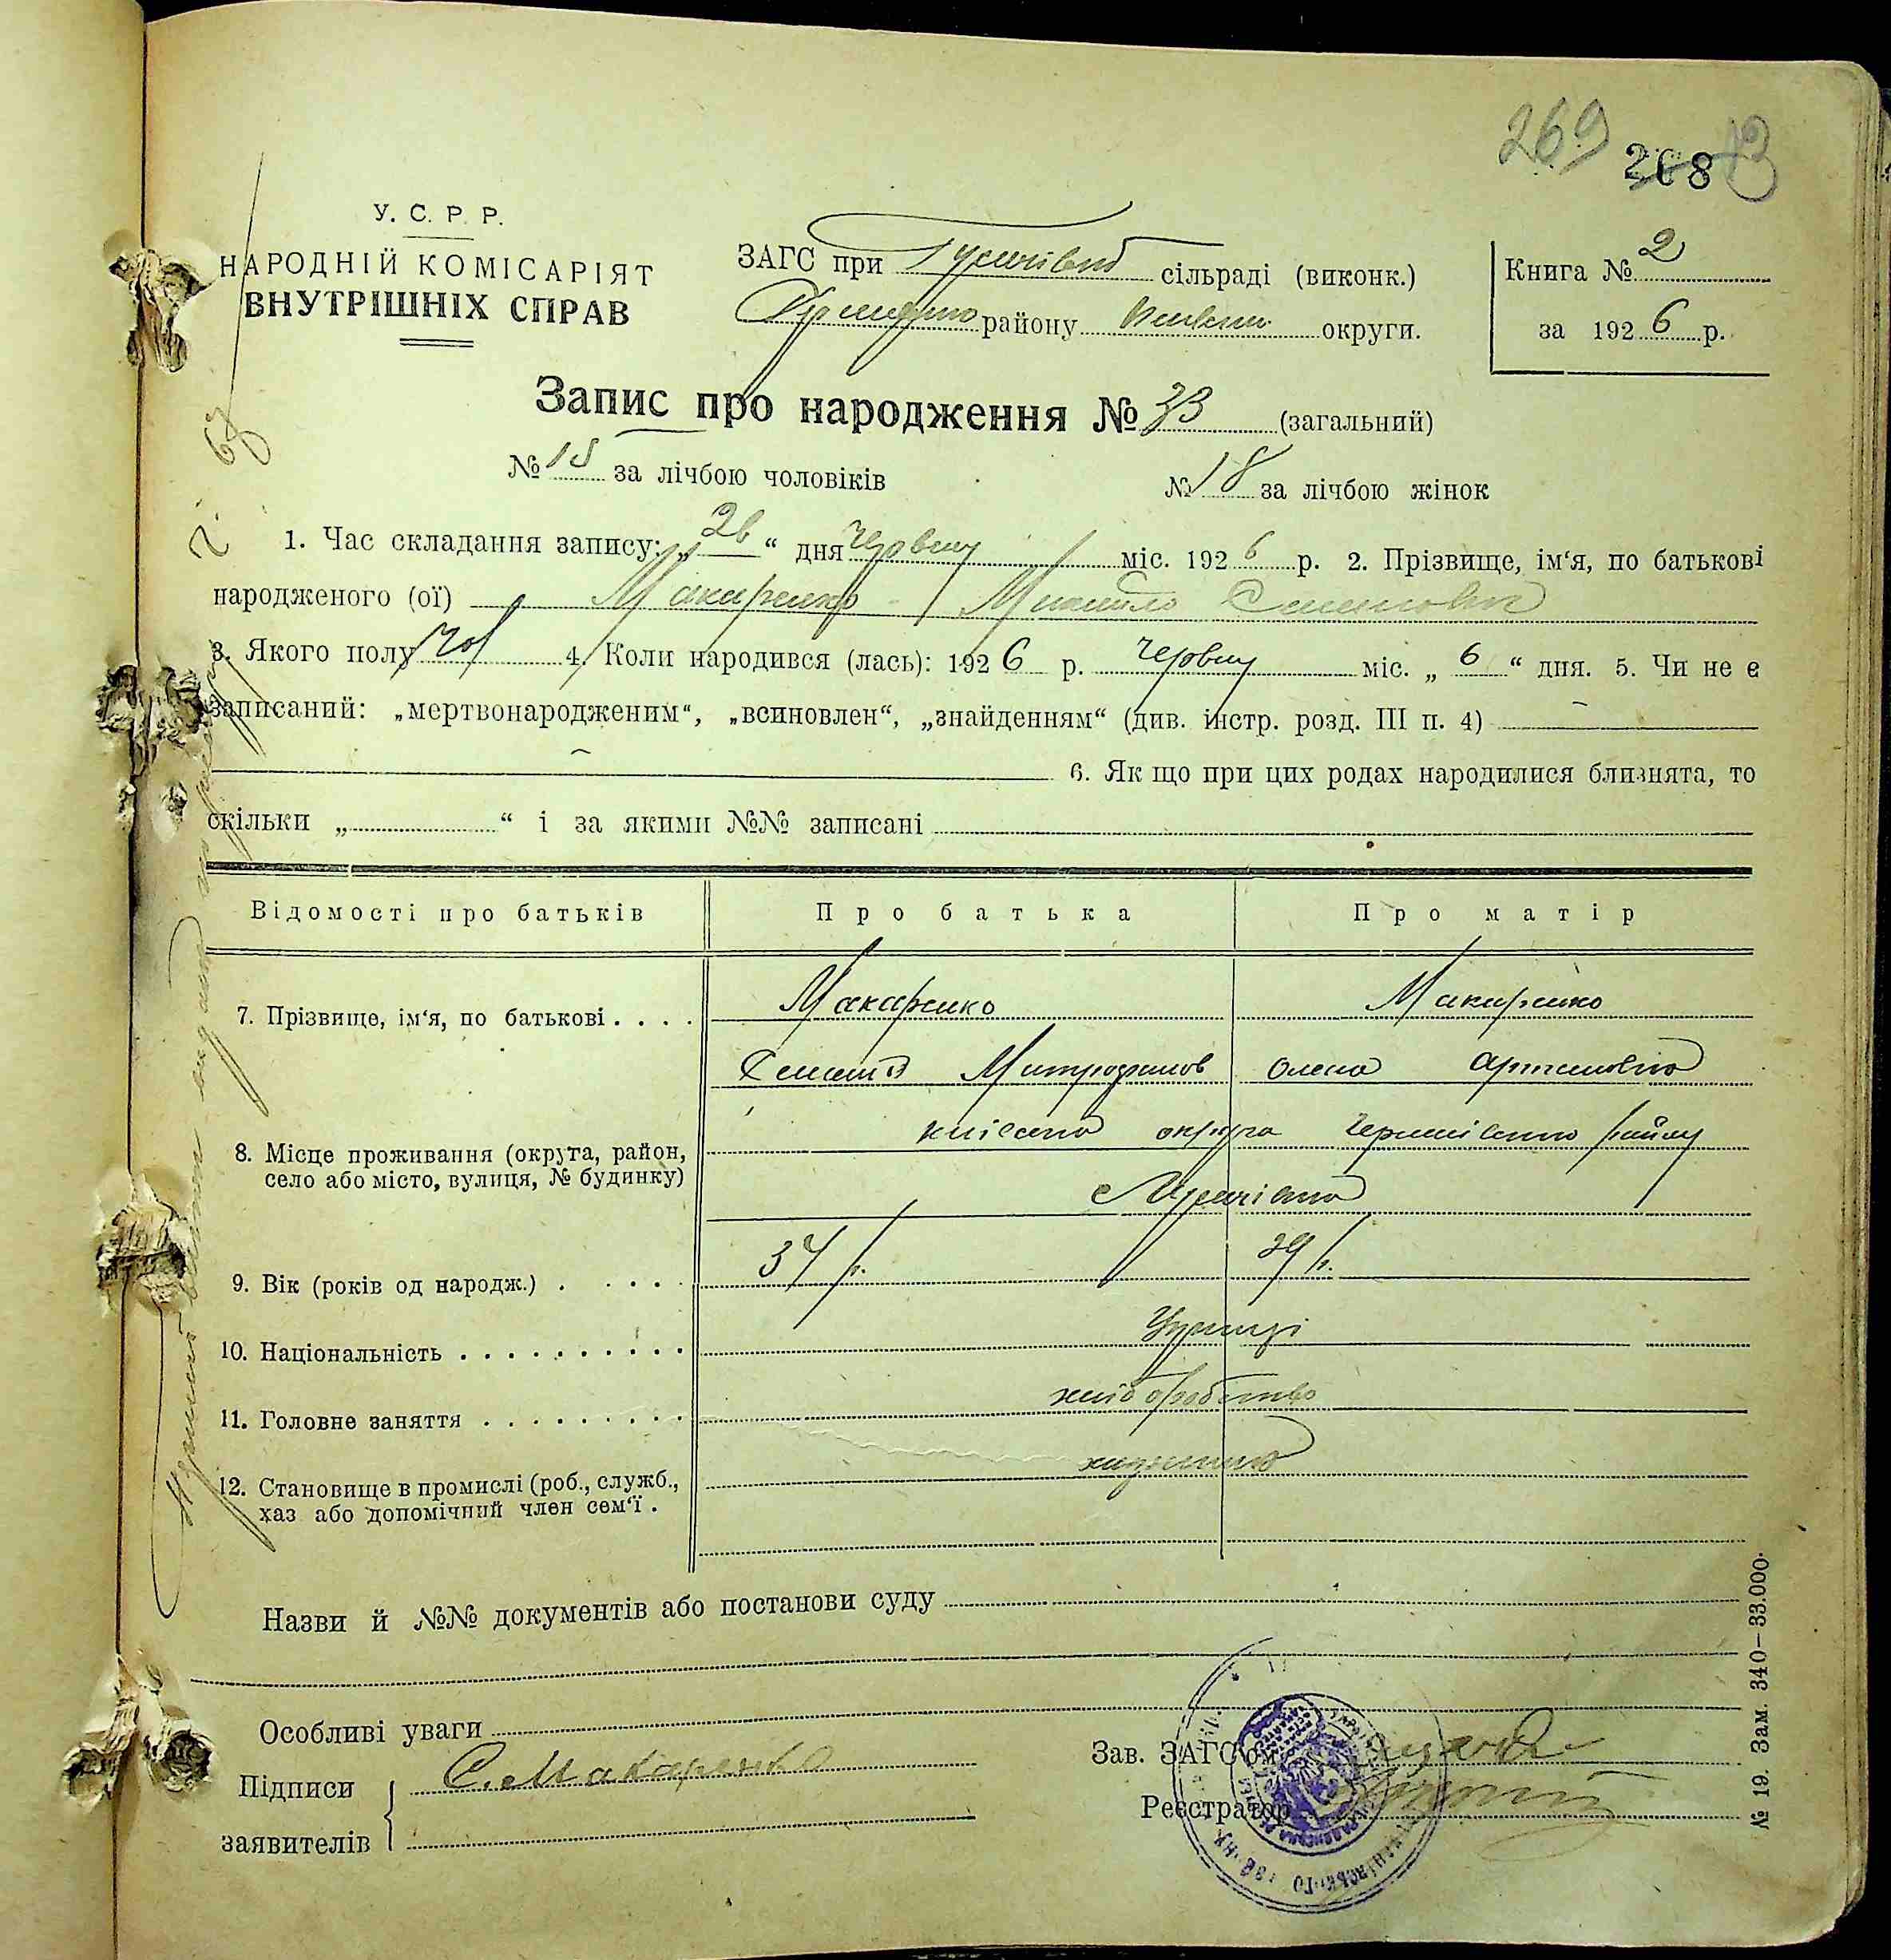 269 268
У. С. Р. Р.
НАРОДНІЙ КОМІСАРІЯТ
ВНУТРІШНІХ СПРАВ
ЗАГС при сільраді (виконк.)
району округи.
Книга № 2
за 1926 р.
Запис про народження № 33 (загальний)
№ 15 за лічбою чоловіків № 18 за лічбою жінок
1. Час складання запису: „26“ дня червня міс. 1926 р. 2. Прізвище, ім‘я, по батькові
народженого (ої) Макаренко Михайло Семенович
3. Якого полу чол 4. Коли народився (лась): 1926 р. червня міс. „6“ дня. 5. Чи не є
записаний: „мертвонародженим“, „всиновлен“, „знайденням“ (див. інстр. розд. III п. 4) –
– 6. Як що при цих родах народилися близнята, то
скільки „ “ і за якими №№ записані
Відомості про батьків Про батька Про матір
7. Прізвище, ім‘я, по батькові . . . . Макаренко Макаренко
Митрофанов Олена
округа району
8. Місце проживання (округа, район,
село або місто, вулиця, № будинку)
9. Вік (років од народж.) . . . . . 34 р. 29 р.
10. Національність . . . . . . . . . . Українці
11. Головне заняття . . . . . . . . . хліборобство
12. Становище в промислі (роб., служб.,
хаз або допомічний член сем‘ї .
Назви й №№ документів або постанови суду
Особливі уваги
Підписи С. Макаренко
заявителів
Зав. ЗАГС‘ом
Реєстратор
№ 19. Зам. 340—33.000.